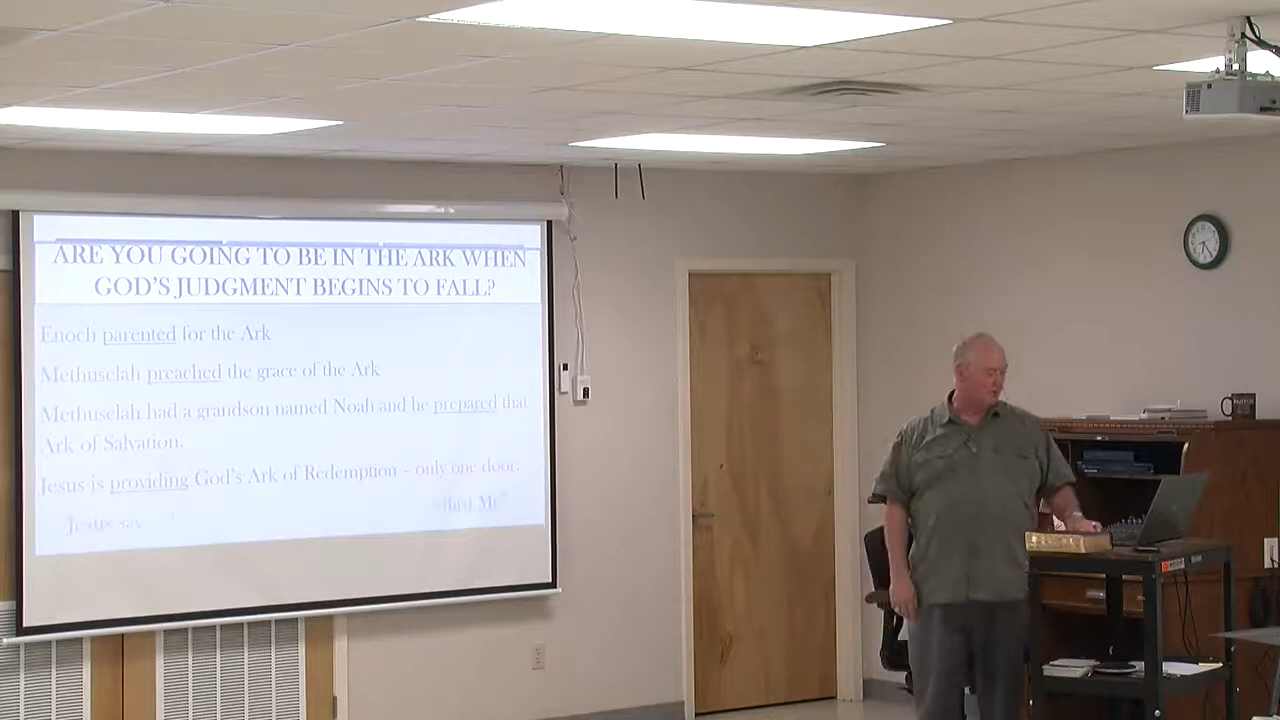 ARE YOU GOING TO BE IN THE ARK WHEN
GOD'S JUDGMENT BEGINS TO FALL?
Enoch parented for the Ark
Methuselah preached the grace of the Ark
Methuselah had a grandson named Noah and he prepared that
Ark of Salvation.
Jesus is providing God's Ark of Redemption – only one door.
Jesus Me"